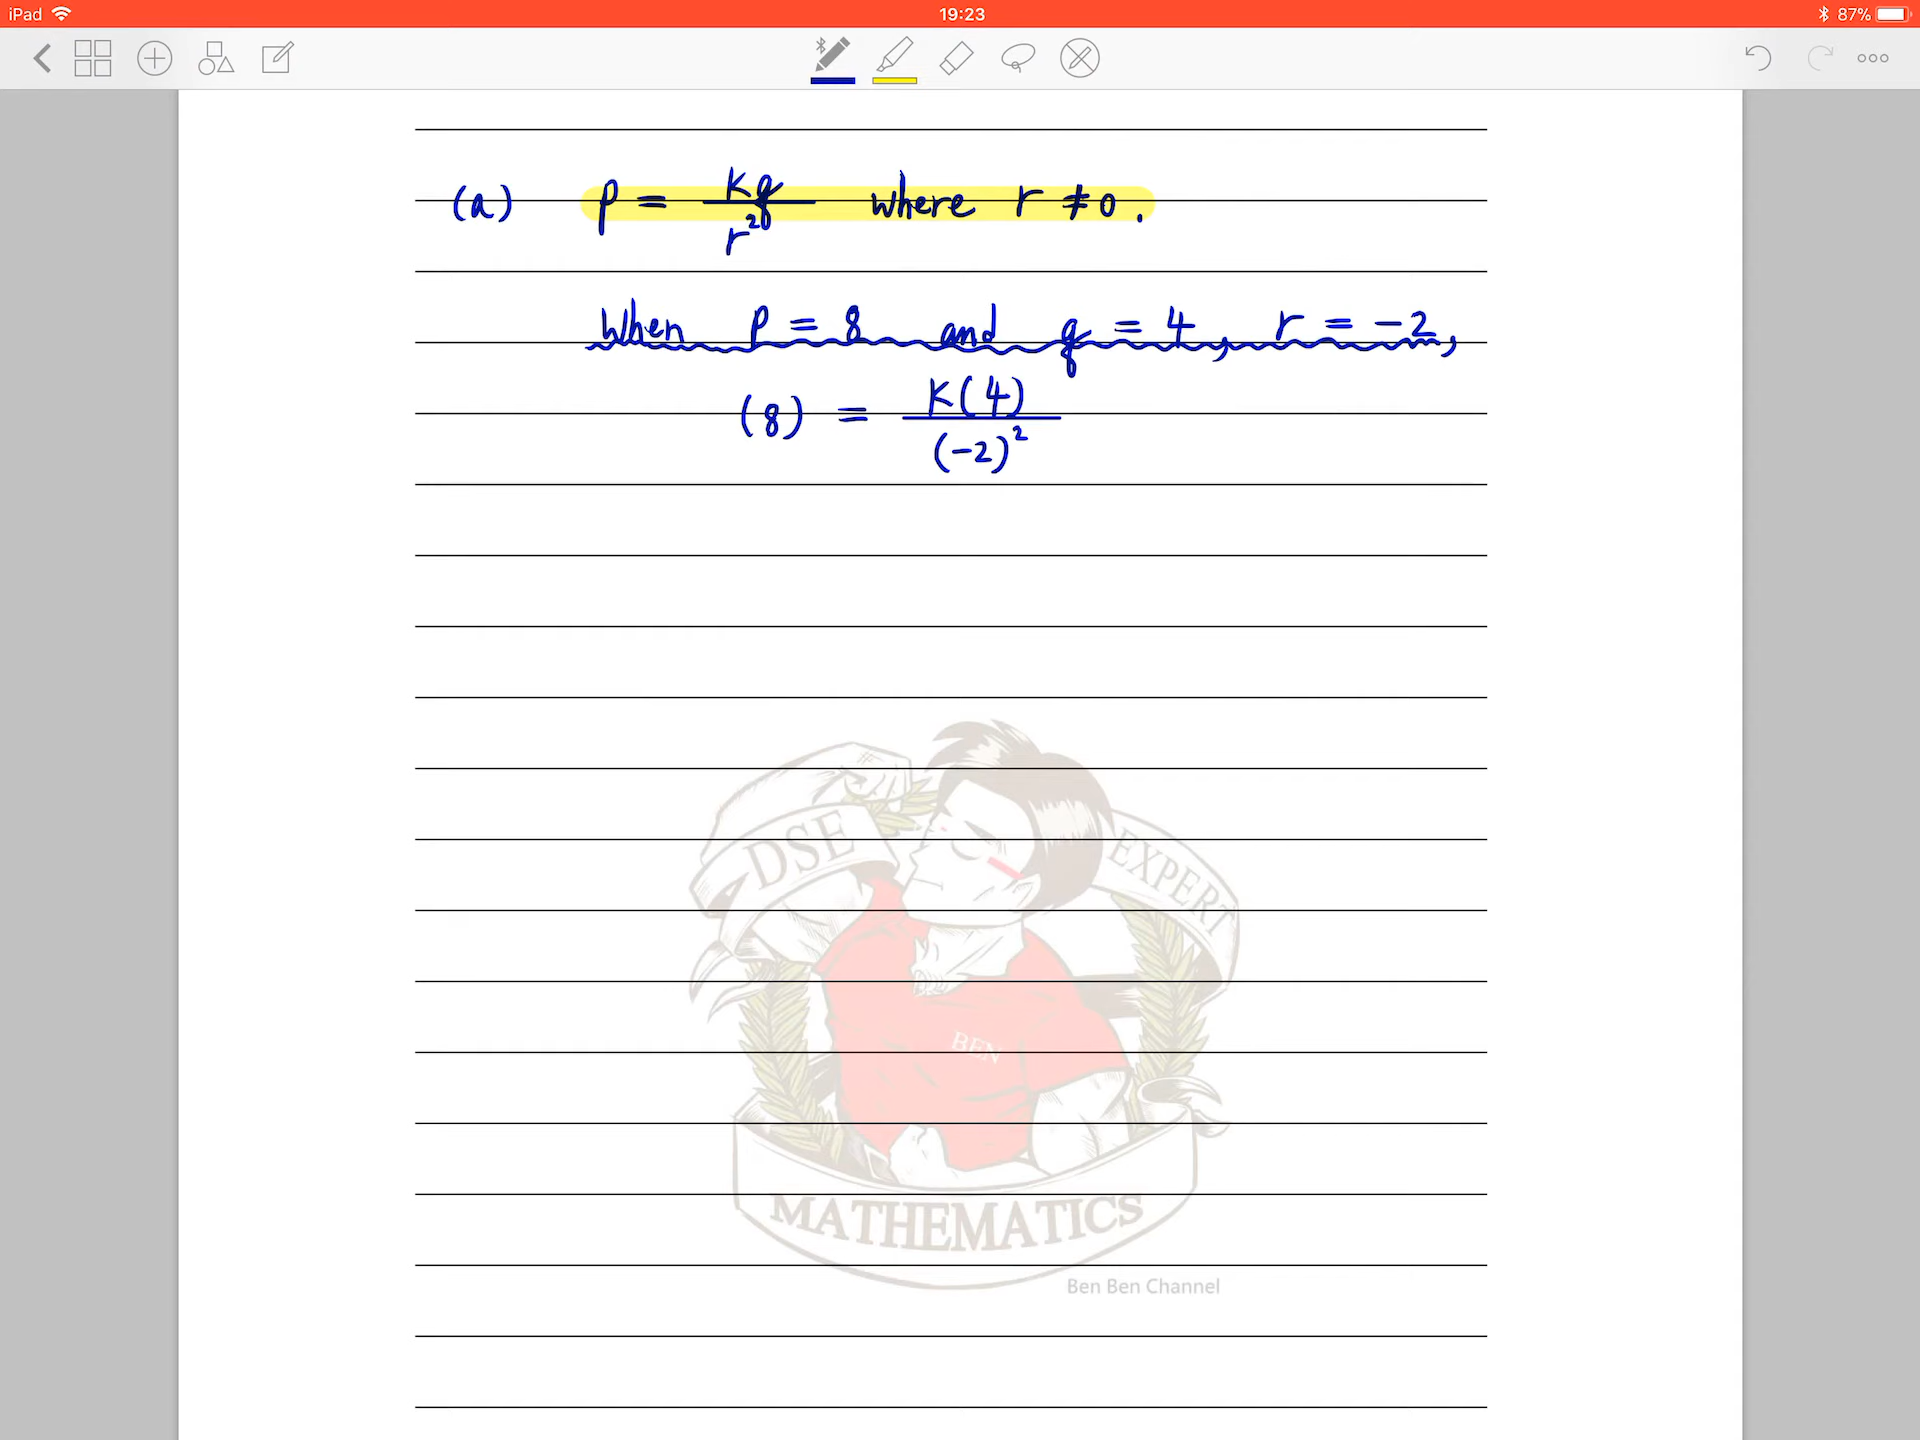 iPad 19:23 87%
(a) p = kq / r² where r ≠ 0.
When p = 8 and q = 4, r = -2,
(8) = k(4) / (-2)²
DSE EXPERT
BEN
MATHEMATICS
Ben Ben Channel